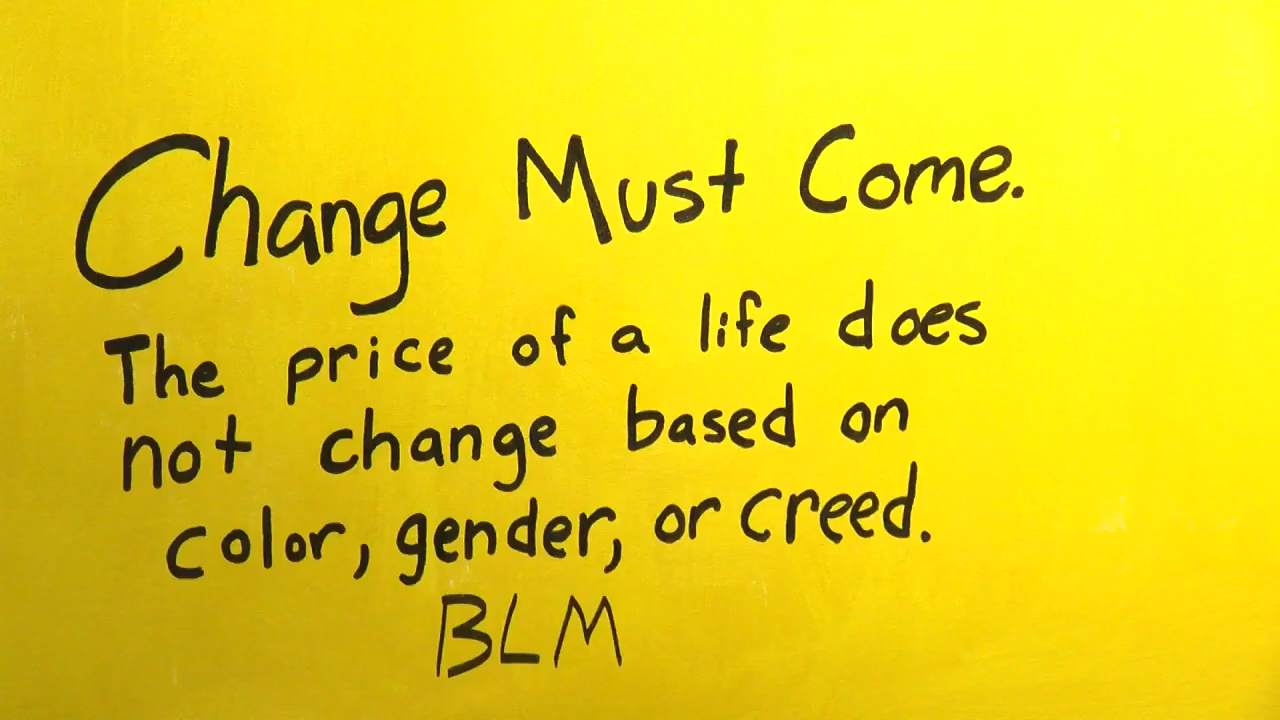 Change Must Come.
The price of a life does
not change based on
color, gender, or creed.
BLM